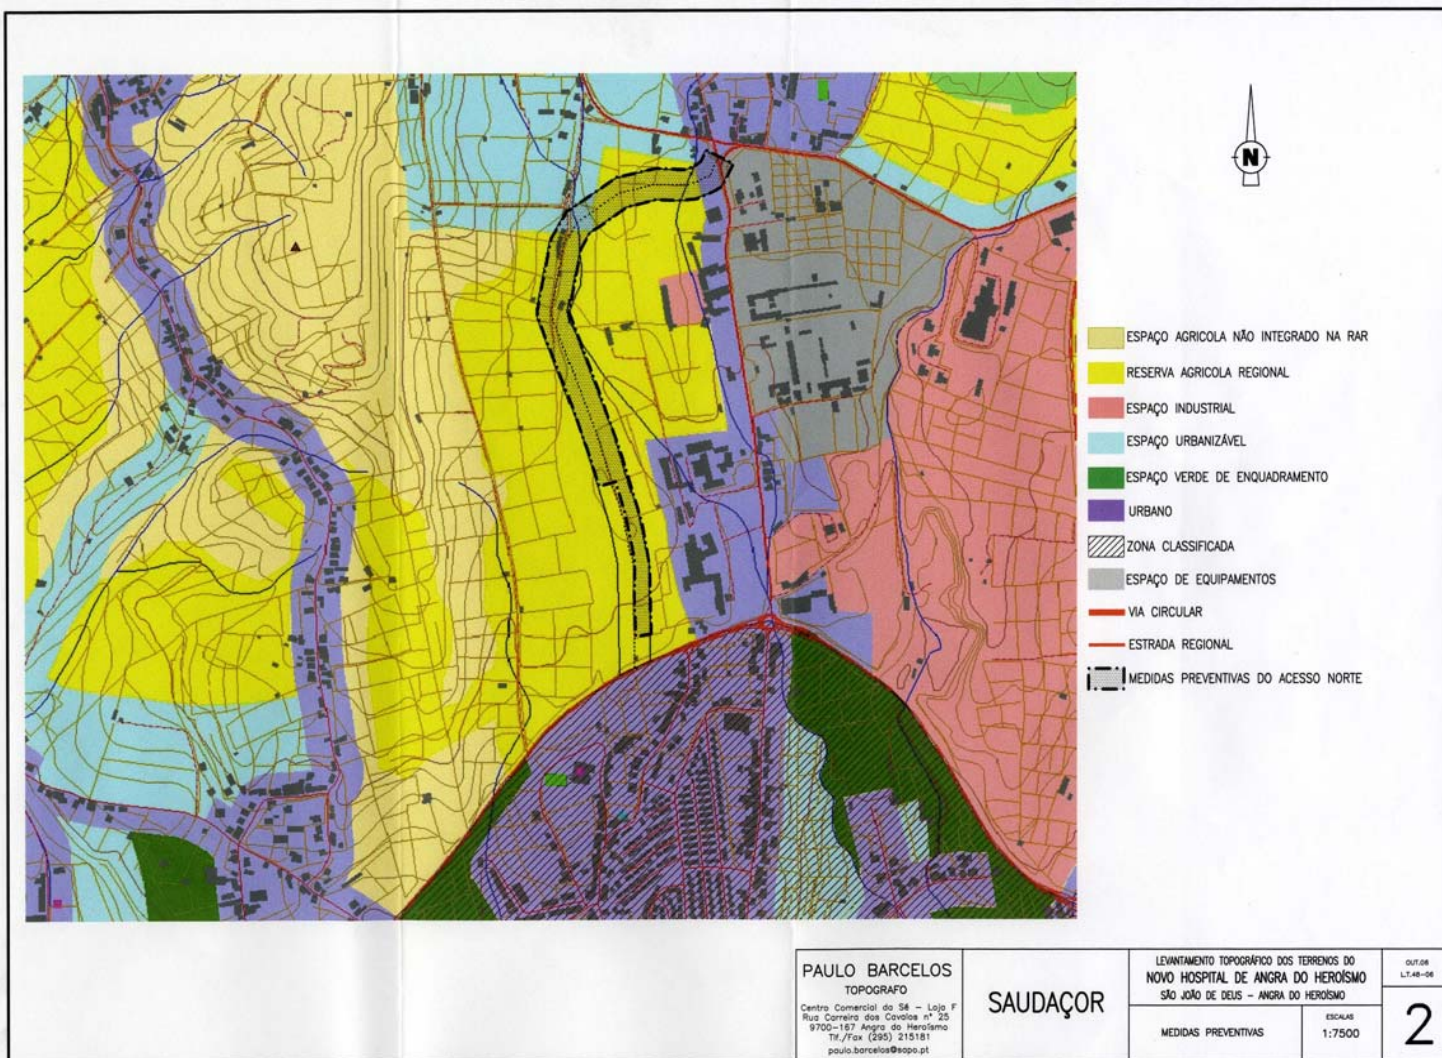 N
ESPAÇO AGRICOLA NÃO INTEGRADO NA RAR
RESERVA AGRICOLA REGIONAL
ESPAÇO INDUSTRIAL
ESPAÇO URBANIZÁVEL
ESPAÇO VERDE DE ENQUADRAMENTO
URBANO
ZONA CLASSIFICADA
ESPAÇO DE EQUIPAMENTOS
VIA CIRCULAR
ESTRADA REGIONAL
MEDIDAS PREVENTIVAS DO ACESSO NORTE
PAULO BARCELOS
TOPOGRAFO
Centro Comercial da Sé - Loja F
Rua Carreira dos Cavalos nº 25
9700-167 Angra do Heroísmo
Tlf./Fax (295) 215181
paulo.barcelos@sapo.pt
SAUDAÇOR
LEVANTAMENTO TOPOGRÁFICO DOS TERRENOS DO
NOVO HOSPITAL DE ANGRA DO HEROÍSMO
SÃO JOÃO DE DEUS - ANGRA DO HEROÍSMO
MEDIDAS PREVENTIVAS
ESCALAS
1:7500
OUT.06
L.T.48-06
2